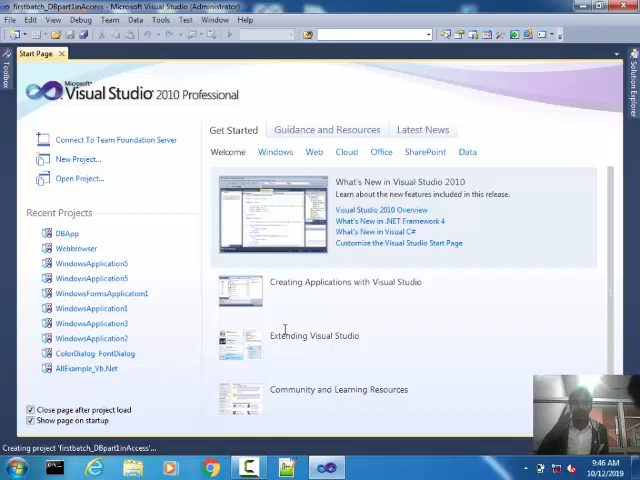 firstbatch_DBpart1inAccess - Microsoft Visual Studio (Administrator)
File Edit View Debug Team Data Tools Test Window Help
Start Page
Toolbox
Solution Explorer
Microsoft®
Visual Studio® 2010 Professional
Connect To Team Foundation Server
New Project...
Open Project...
Recent Projects
DBApp
Webbrowser
WindowsApplication5
WindowsApplication5
WindowsFormsApplication1
WindowsApplication1
WindowsApplication3
WindowsApplication2
ColorDialog FontDialog
AllExample_Vb.Net
Close page after project load
Show page on startup
Get Started Guidance and Resources Latest News
Welcome Windows Web Cloud Office SharePoint Data
What's New in Visual Studio 2010
Learn about the new features included in this release.
Visual Studio 2010 Overview
What's New in .NET Framework 4
What's New in Visual C#
Customize the Visual Studio Start Page
Creating Applications with Visual Studio
Extending Visual Studio
Community and Learning Resources
Creating project 'firstbatch_DBpart1inAccess'...
9:46 AM
10/12/2019